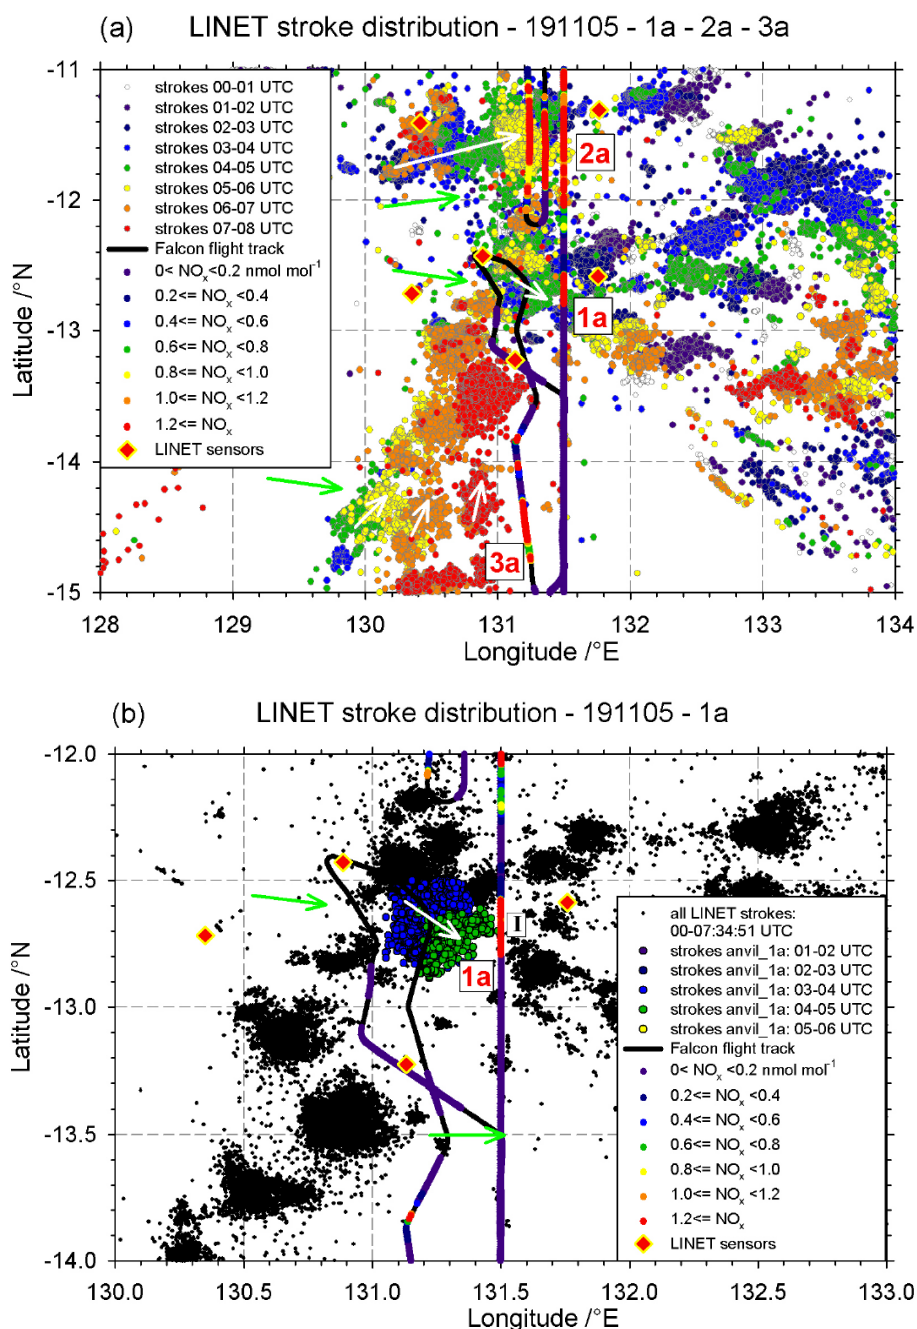 (a) LINET stroke distribution - 191105 - 1a - 2a - 3a
-11
-12
-13
-14
-15
Latitude /°N
strokes 00-01 UTC
strokes 01-02 UTC
strokes 02-03 UTC
strokes 03-04 UTC
strokes 04-05 UTC
strokes 05-06 UTC
strokes 06-07 UTC
strokes 07-08 UTC
Falcon flight track
0< NOx <0.2 nmol mol⁻¹
0.2<= NOx <0.4
0.4<= NOx <0.6
0.6<= NOx <0.8
0.8<= NOx <1.0
1.0<= NOx <1.2
1.2<= NOx
LINET sensors
2a
1a
3a
128 129 130 131 132 133 134
Longitude /°E
(b) LINET stroke distribution - 191105 - 1a
-12.0
-12.5
-13.0
-13.5
-14.0
Latitude /°N
I
1a
all LINET strokes:
00-07:34:51 UTC
strokes anvil_1a: 01-02 UTC
strokes anvil_1a: 02-03 UTC
strokes anvil_1a: 03-04 UTC
strokes anvil_1a: 04-05 UTC
strokes anvil_1a: 05-06 UTC
Falcon flight track
0< NOx <0.2 nmol mol⁻¹
0.2<= NOx <0.4
0.4<= NOx <0.6
0.6<= NOx <0.8
0.8<= NOx <1.0
1.0<= NOx <1.2
1.2<= NOx
LINET sensors
130.0 130.5 131.0 131.5 132.0 132.5 133.0
Longitude /°E